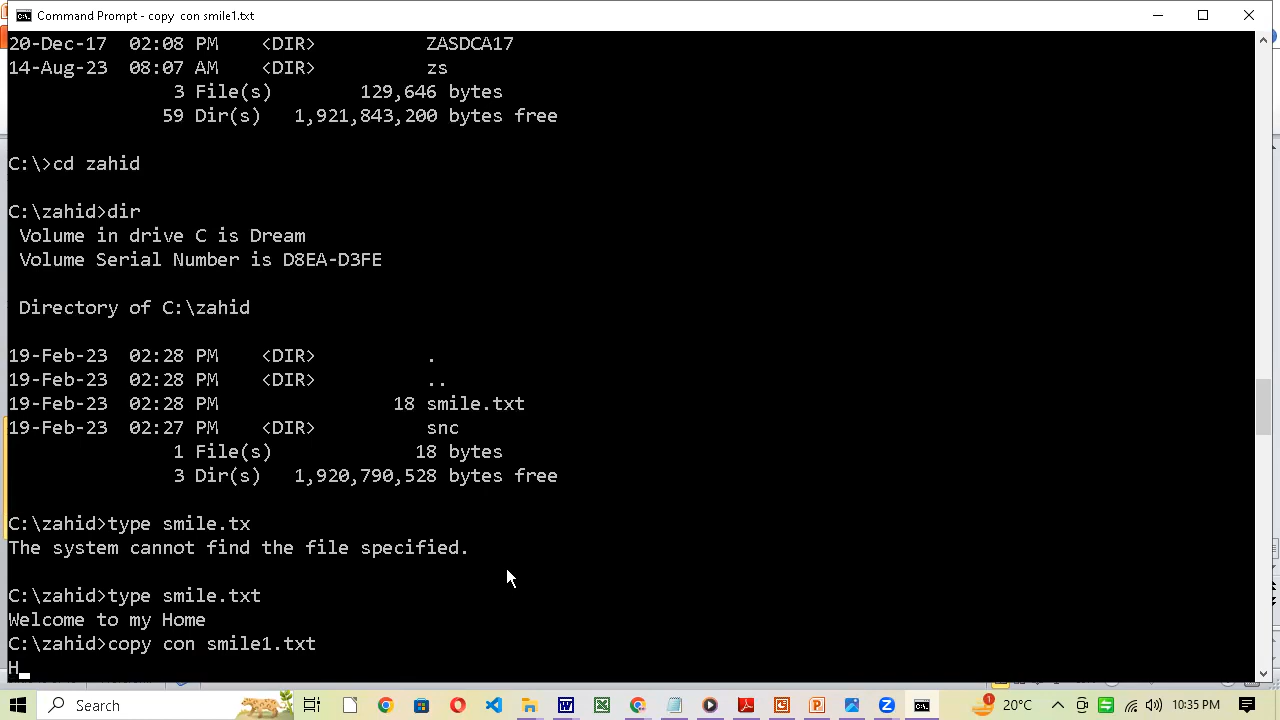 Command Prompt - copy  con smile1.txt
20-Dec-17  02:08 PM    <DIR>          ZASDCA17
14-Aug-23  08:07 AM    <DIR>          zs
3 File(s)        129,646 bytes
59 Dir(s)   1,921,843,200 bytes free
C:\>cd zahid
C:\zahid>dir
Volume in drive C is Dream
Volume Serial Number is D8EA-D3FE
Directory of C:\zahid
19-Feb-23  02:28 PM    <DIR>          .
19-Feb-23  02:28 PM    <DIR>          ..
19-Feb-23  02:28 PM                18 smile.txt
19-Feb-23  02:27 PM    <DIR>          snc
1 File(s)             18 bytes
3 Dir(s)   1,920,790,528 bytes free
C:\zahid>type smile.tx
The system cannot find the file specified.
C:\zahid>type smile.txt
Welcome to my Home
C:\zahid>copy con smile1.txt
H
Search
1
20°C
10:35 PM